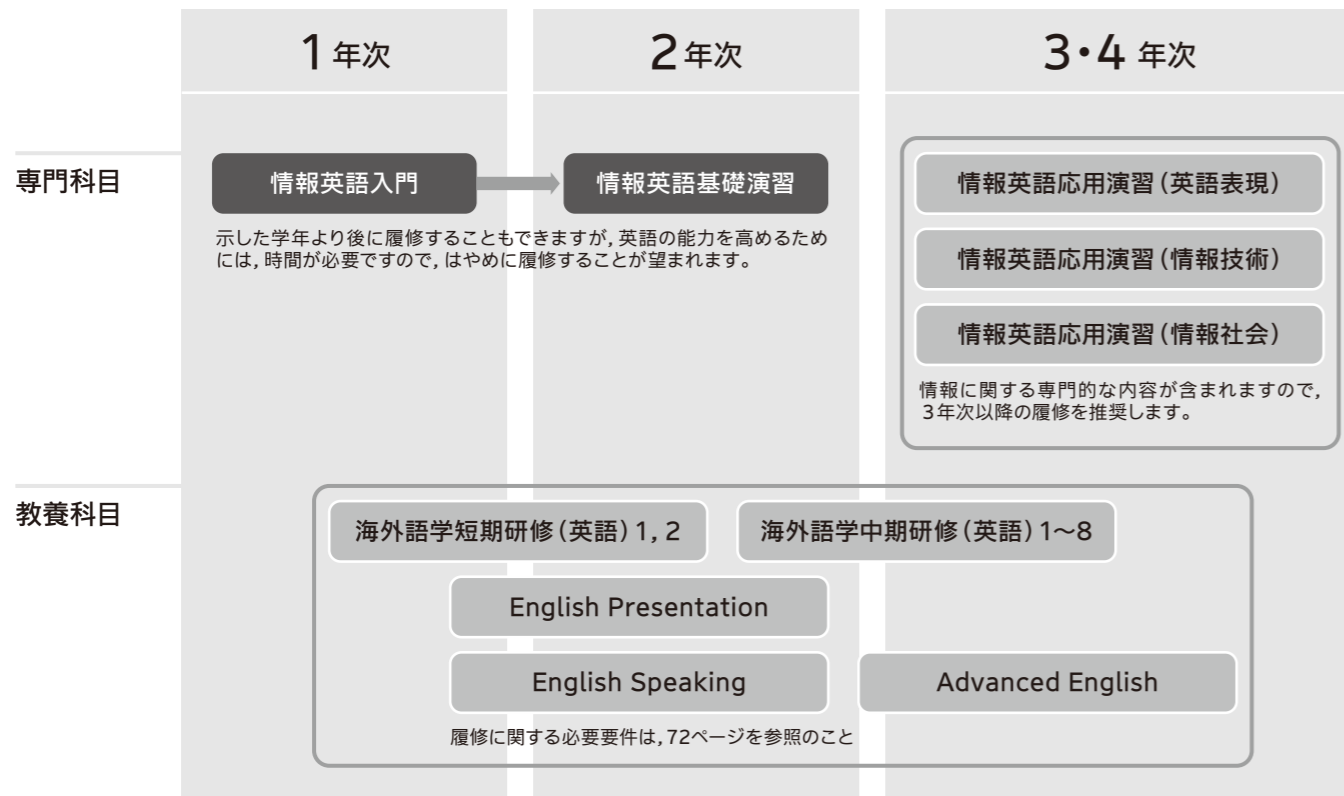 1年次
2年次
3・4年次
専門科目
情報英語入門
情報英語基礎演習
示した学年より後に履修することもできますが,英語の能力を高めるため
には,時間が必要ですので,はやめに履修することが望まれます。
情報英語応用演習(英語表現)
情報英語応用演習(情報技術)
情報英語応用演習(情報社会)
情報に関する専門的な内容が含まれますので,
3年次以降の履修を推奨します。
教養科目
海外語学短期研修(英語)1, 2
海外語学中期研修(英語)1〜8
English Presentation
English Speaking
Advanced English
履修に関する必要要件は,72ページを参照のこと